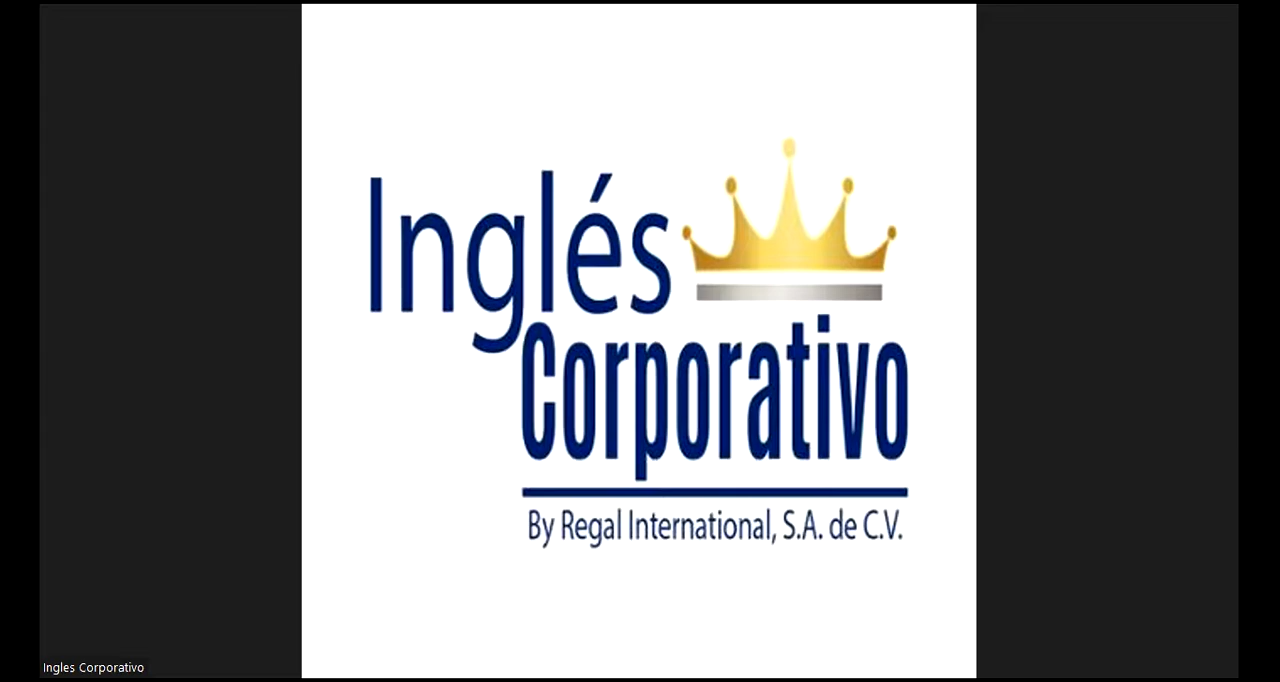 Inglés
Corporativo
By Regal International, S.A. de C.V.
Ingles Corporativo